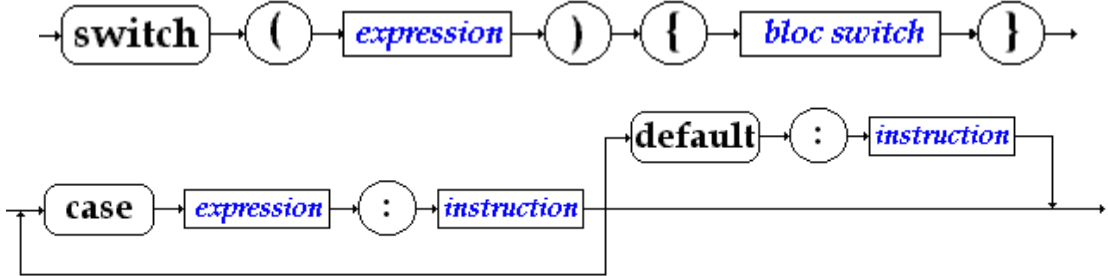 switch ( expression ) { bloc switch }
default : instruction
case expression : instruction